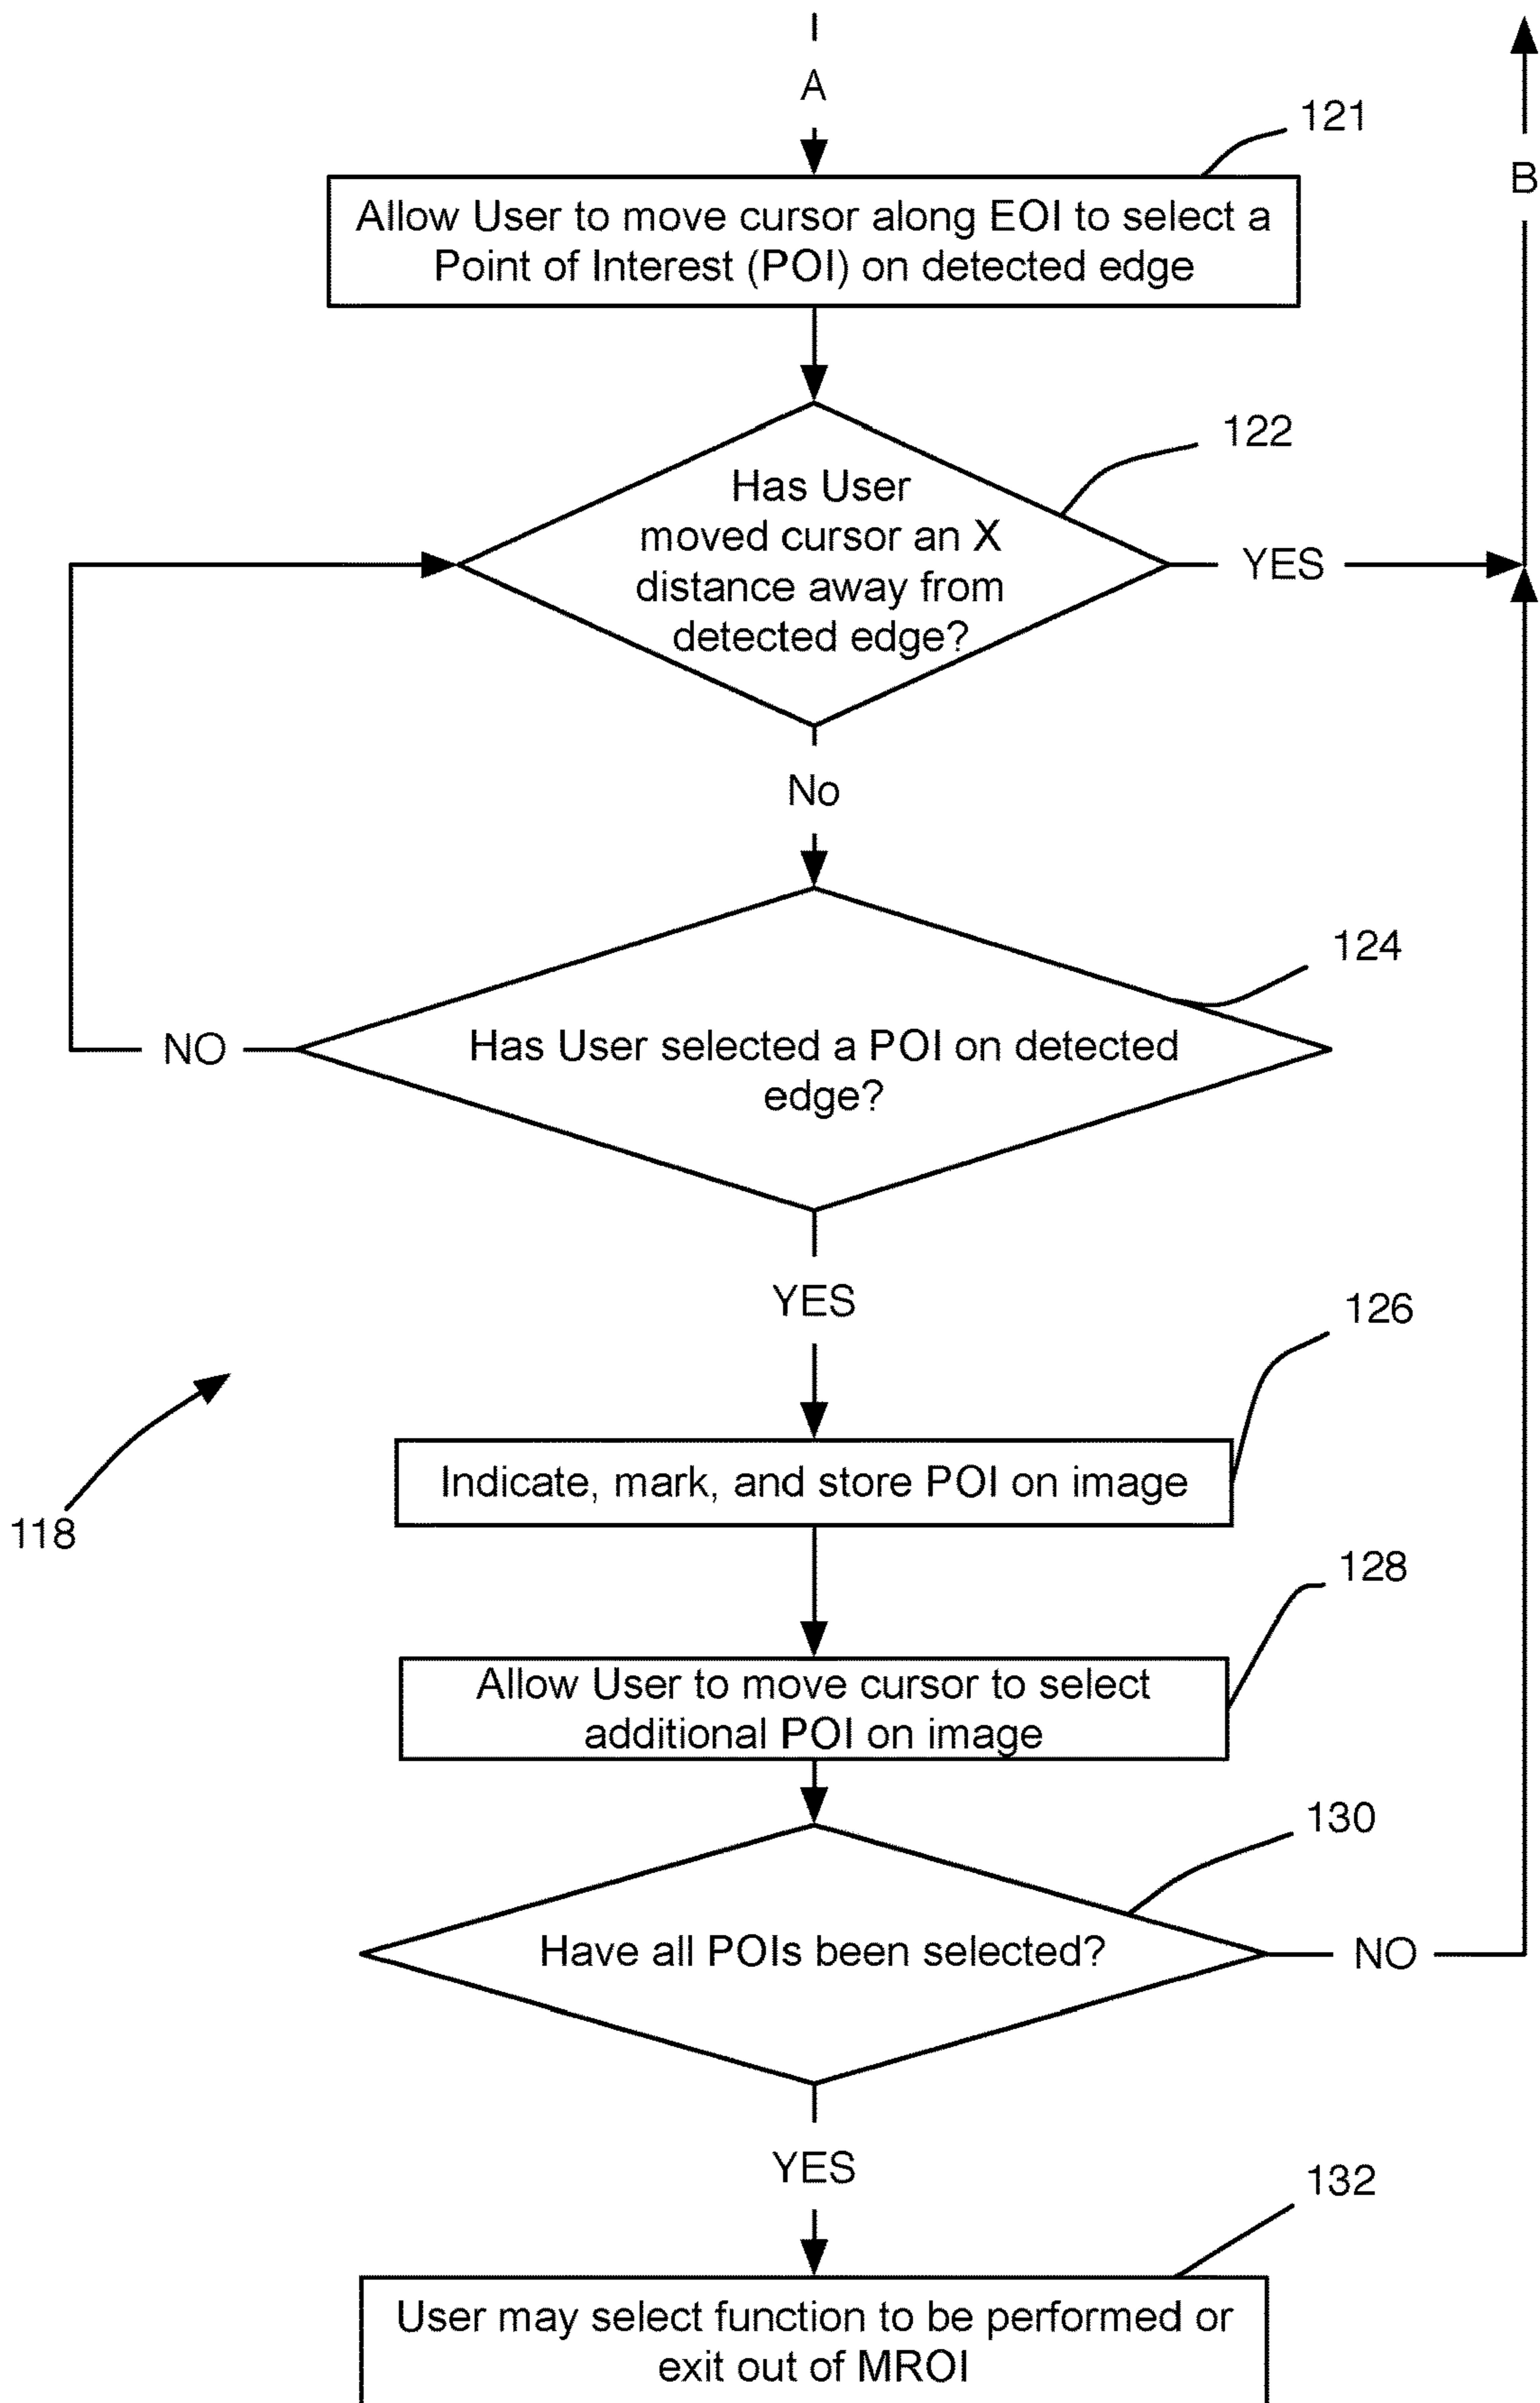 A
121
B
Allow User to move cursor along EOI to select a
Point of Interest (POI) on detected edge
122
Has User
moved cursor an X
distance away from
detected edge?
YES
No
124
Has User selected a POI on detected
edge?
NO
YES
126
Indicate, mark, and store POI on image
118
128
Allow User to move cursor to select
additional POI on image
130
Have all POIs been selected?
NO
YES
132
User may select function to be performed or
exit out of MROI